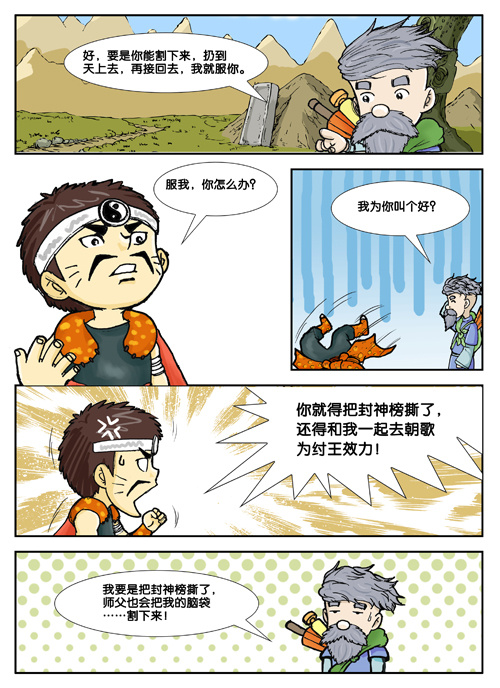 好，要是你能割下来，扔到
天上去，再接回去，我就服你。
服我，你怎么办？
我为你叫个好？
你就得把封神榜撕了，
还得和我一起去朝歌
为纣王效力！
我要是把封神榜撕了，
师父也会把我的脑袋
……割下来！